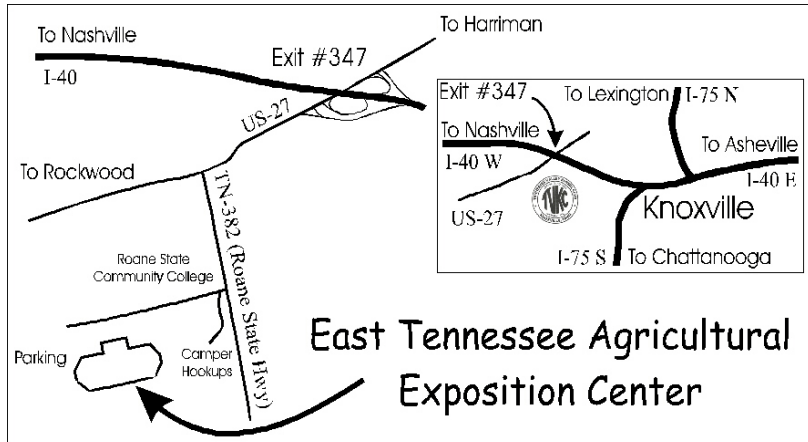 To Harriman
To Nashville
Exit #347
I-40
US-27
To Rockwood
TN-382 (Roane State Hwy)
Roane State
Community College
Parking
Camper
Hookups
Exit #347
To Lexington
I-75 N
To Nashville
To Asheville
I-40 W
I-40 E
US-27
TVKC
Knoxville
I-75 S
To Chattanooga
East Tennessee Agricultural
Exposition Center